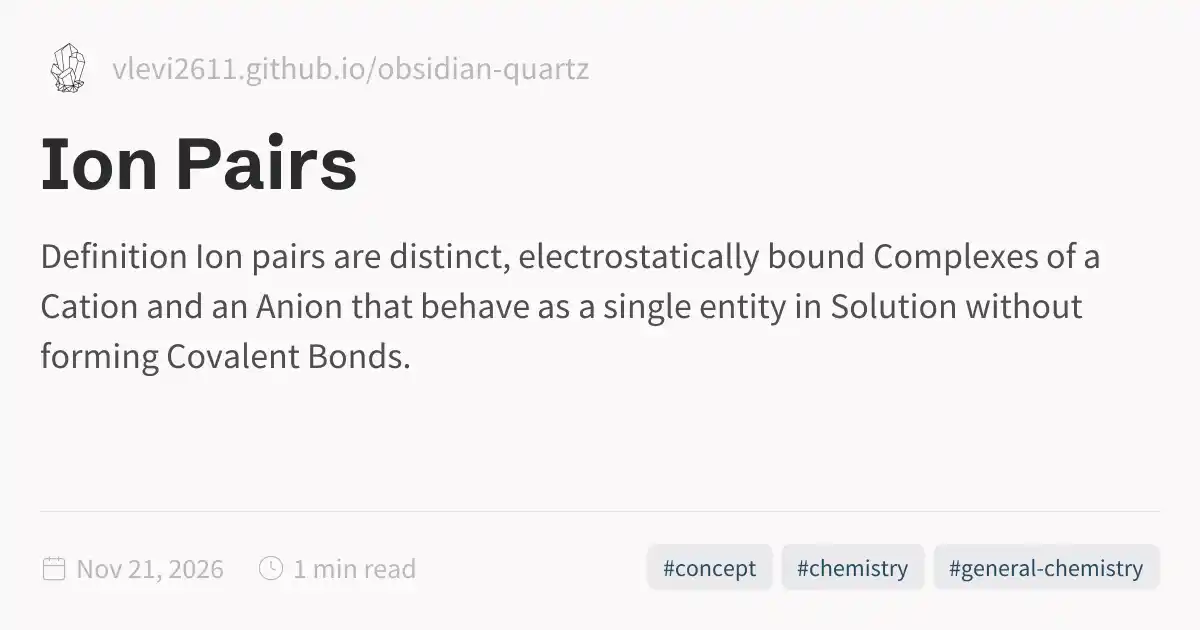 vlevi2611.github.io/obsidian-quartz
Ion Pairs
Definition Ion pairs are distinct, electrostatically bound Complexes of a
Cation and an Anion that behave as a single entity in Solution without
forming Covalent Bonds.
Nov 21, 2026 1 min read #concept #chemistry #general-chemistry